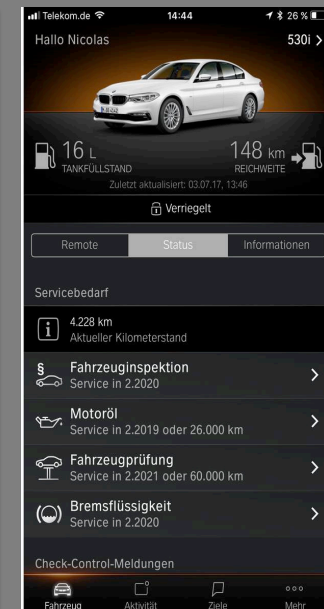 Telekom.de 14:44 26 %
Hallo Nicolas 530i >
16 L 148 km
TANKFÜLLSTAND REICHWEITE
Zuletzt aktualisiert: 03.07.17, 13:46
Verriegelt
Remote Status Informationen
Servicebedarf
4.228 km
Aktueller Kilometerstand
§ Fahrzeuginspektion
Service in 2.2020
Motoröl
Service in 2.2019 oder 26.000 km
Fahrzeugprüfung
Service in 2.2021 oder 60.000 km
Bremsflüssigkeit
Service in 2.2020
Check-Control-Meldungen
Fahrzeug Aktivität Ziele Mehr